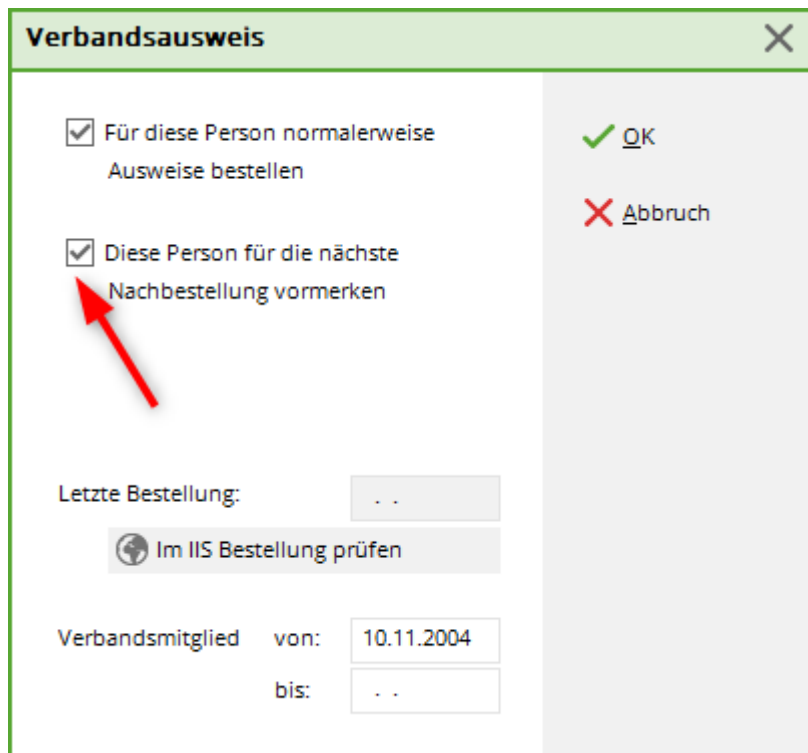 Verbandsausweis
Für diese Person normalerweise
Ausweise bestellen
OK
Abbruch
Diese Person für die nächste
Nachbestellung vormerken
Letzte Bestellung: . .
Im IIS Bestellung prüfen
Verbandsmitglied von: 10.11.2004
bis: . .